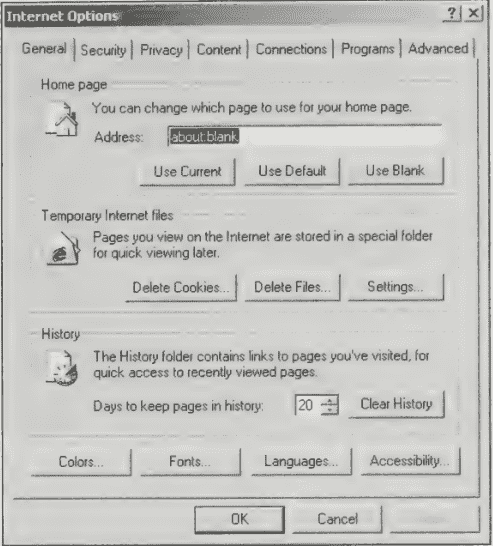 Internet Options ? X
General Security Privacy Content Connections Programs Advanced
Home page
You can change which page to use for your home page.
Address: about:blank
Use Current Use Default Use Blank
Temporary Internet files
Pages you view on the Internet are stored in a special folder
for quick viewing later.
Delete Cookies... Delete Files... Settings...
History
The History folder contains links to pages you've visited, for
quick access to recently viewed pages.
Days to keep pages in history: 20 Clear History
Colors... Fonts... Languages... Accessibility...
OK Cancel